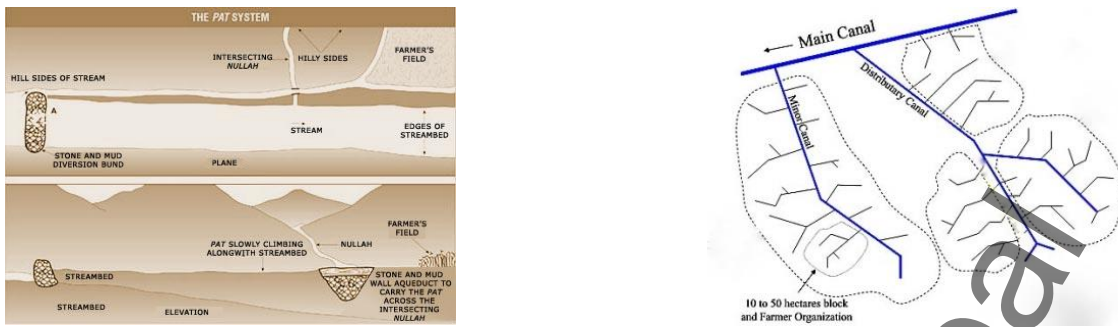 THE PAT SYSTEM
INTERSECTING
NULLAH
HILLY SIDES
FARMER'S
FIELD
HILL SIDES OF STREAM
A
STREAM
EDGES OF
STREAMBED
STONE AND MUD
DIVERSION BUND
PLANE
FARMER'S
FIELD
PAT SLOWLY CLIMBING
ALONGWITH STREAMBED
NULLAH
STREAMBED
STONE AND MUD
WALL AQUEDUCT TO
CARRY THE PAT
ACROSS THE
INTERSECTING
NULLAH
STREAMBED
ELEVATION
Main Canal
Distributary Canal
Minor Canal
10 to 50 hectares block
and Farmer Organization